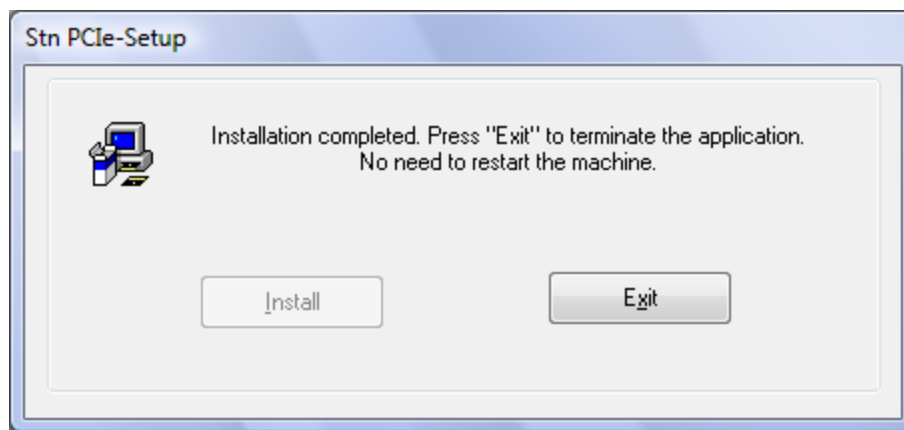 Stn PCIe-Setup
Installation completed. Press "Exit" to terminate the application.
No need to restart the machine.
Install
Exit